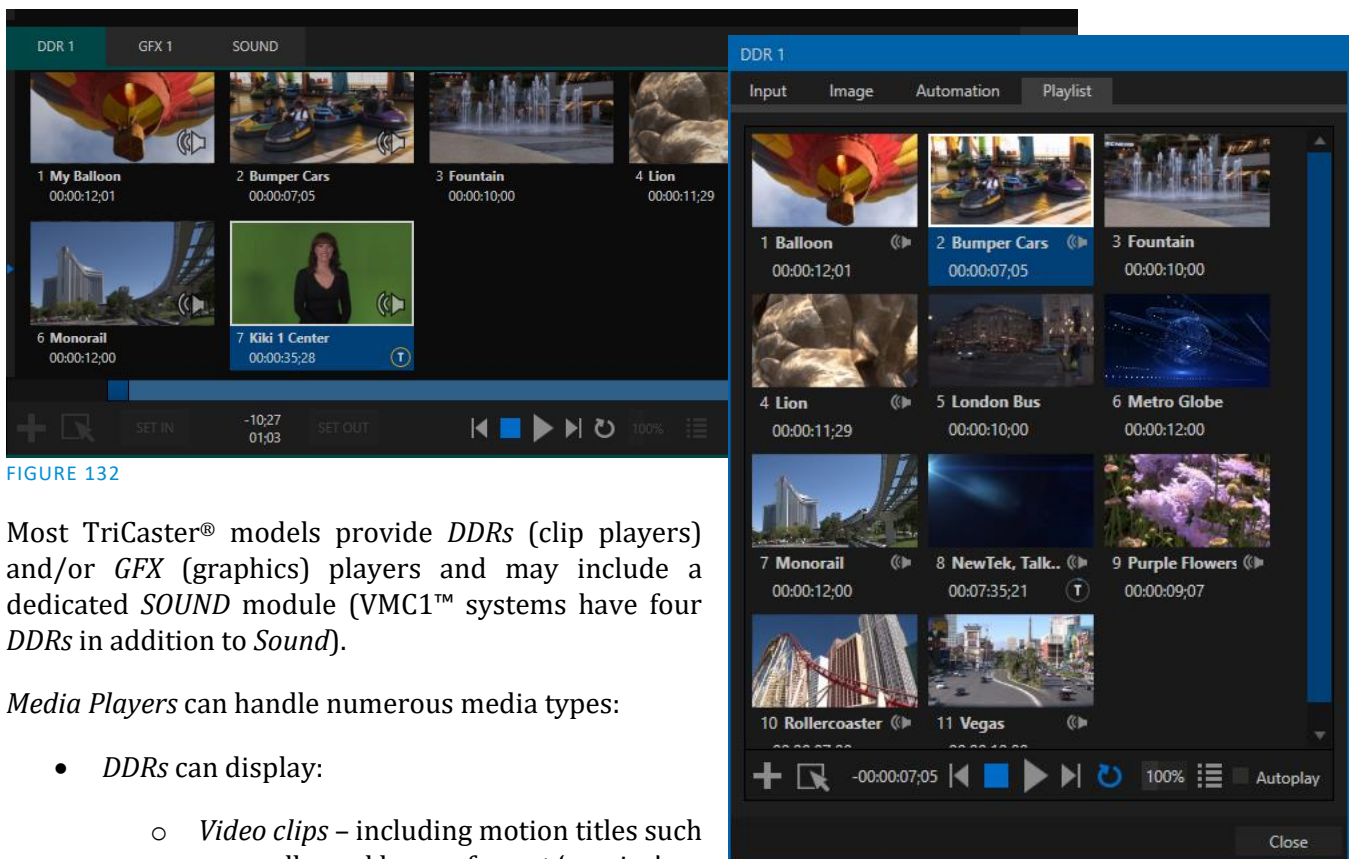 DDR 1 GFX 1 SOUND
1 My Balloon 2 Bumper Cars 3 Fountain 4 Lion
00:00:12;01 00:00:07;05 00:00:10;00 00:00:11;29
6 Monorail 7 Kiki 1 Center
00:00:12;00 00:00:35;28 T
SET IN -10;27 SET OUT 100%
01;03
FIGURE 132
Most TriCaster® models provide DDRs (clip players)
and/or GFX (graphics) players and may include a
dedicated SOUND module (VMC1™ systems have four
DDRs in addition to Sound).
Media Players can handle numerous media types:
• DDRs can display:
o Video clips – including motion titles such
DDR 1
Input Image Automation Playlist
1 Balloon 2 Bumper Cars 3 Fountain
00:00:12;01 00:00:07;05 00:00:10;00
4 Lion 5 London Bus 6 Metro Globe
00:00:11;29 00:00:10;00 00:00:12:00
7 Monorail 8 NewTek, Talk.. 9 Purple Flowers
00:00:12;00 00:07:35;21 T 00:00:09;07
10 Rollercoaster 11 Vegas
-00:00:07;05 100% Autoplay
Close